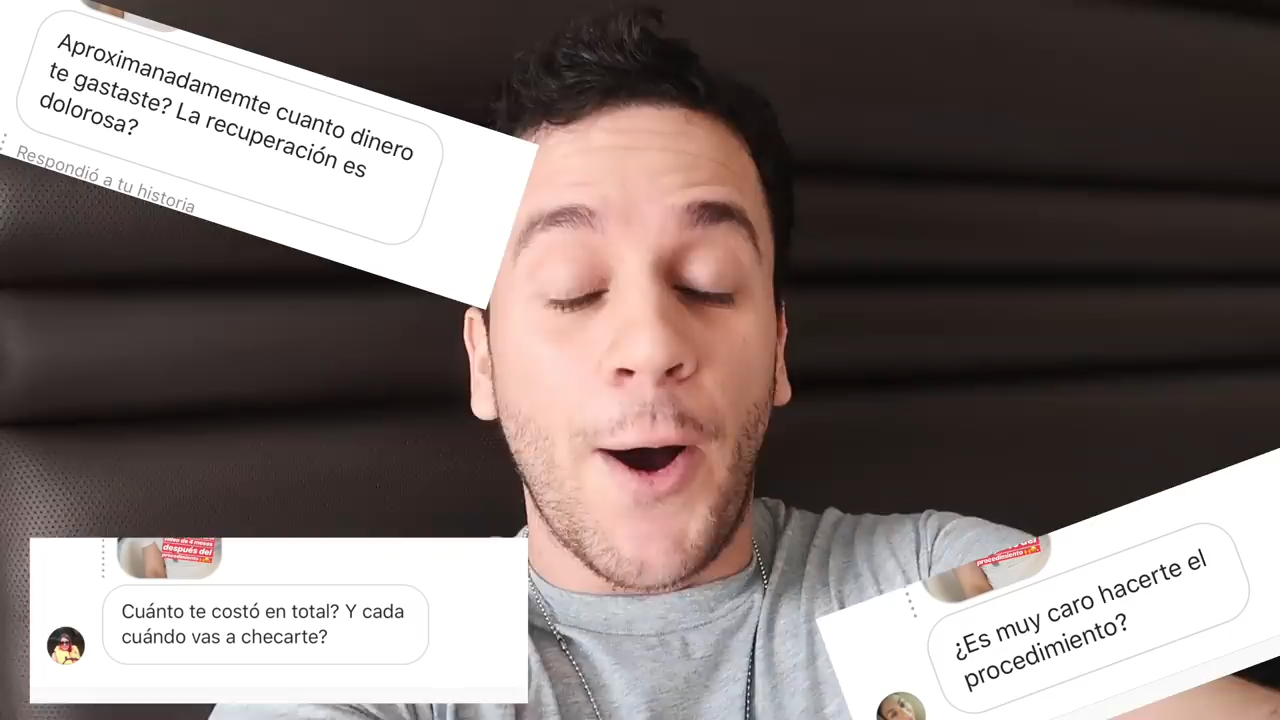 Aproximanadamemte cuanto dinero
te gastaste? La recuperación es
dolorosa?
Respondió a tu historia
después del
procedimiento
Cuánto te costó en total? Y cada
cuándo vas a checarte?
procedimiento
¿Es muy caro hacerte el
procedimiento?